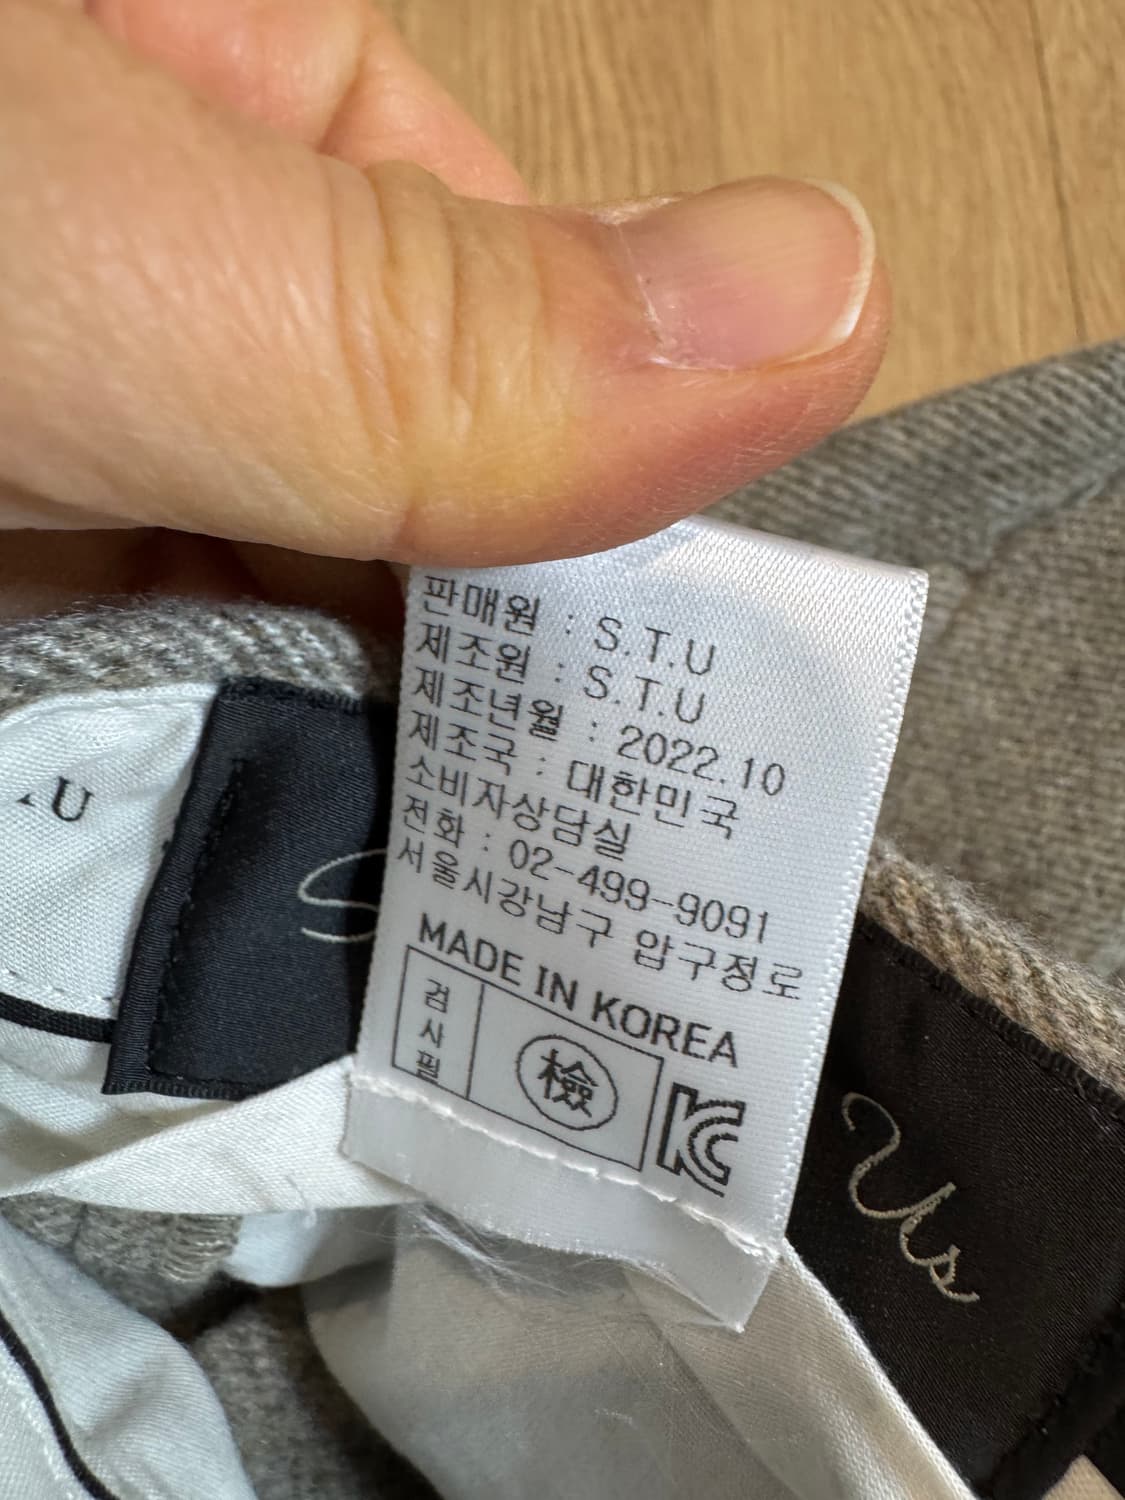 판매원 : S.T.U
제조원 : S.T.U
제조년월 : 2022.10
제조국 : 대한민국
소비자상담실
전화 : 02-499-9091
서울시강남구 압구정로
MADE IN KOREA
검사필
檢
KC
.U
S
Us